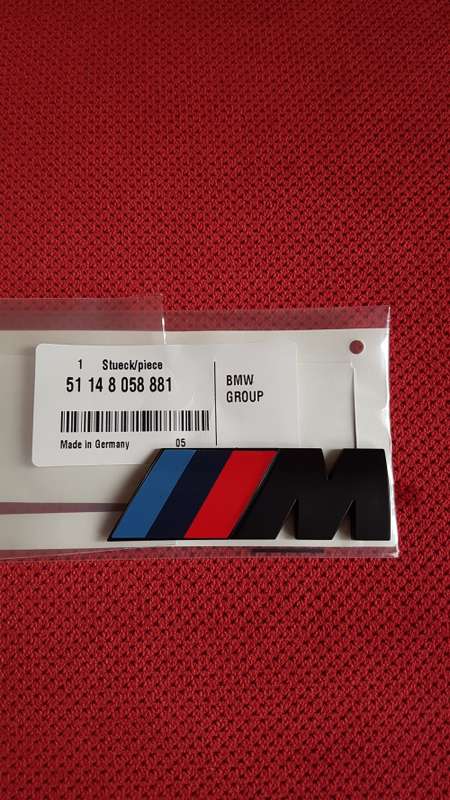 1 Stueck/piece
51 14 8 058 881
BMW
GROUP
Made in Germany 05
M